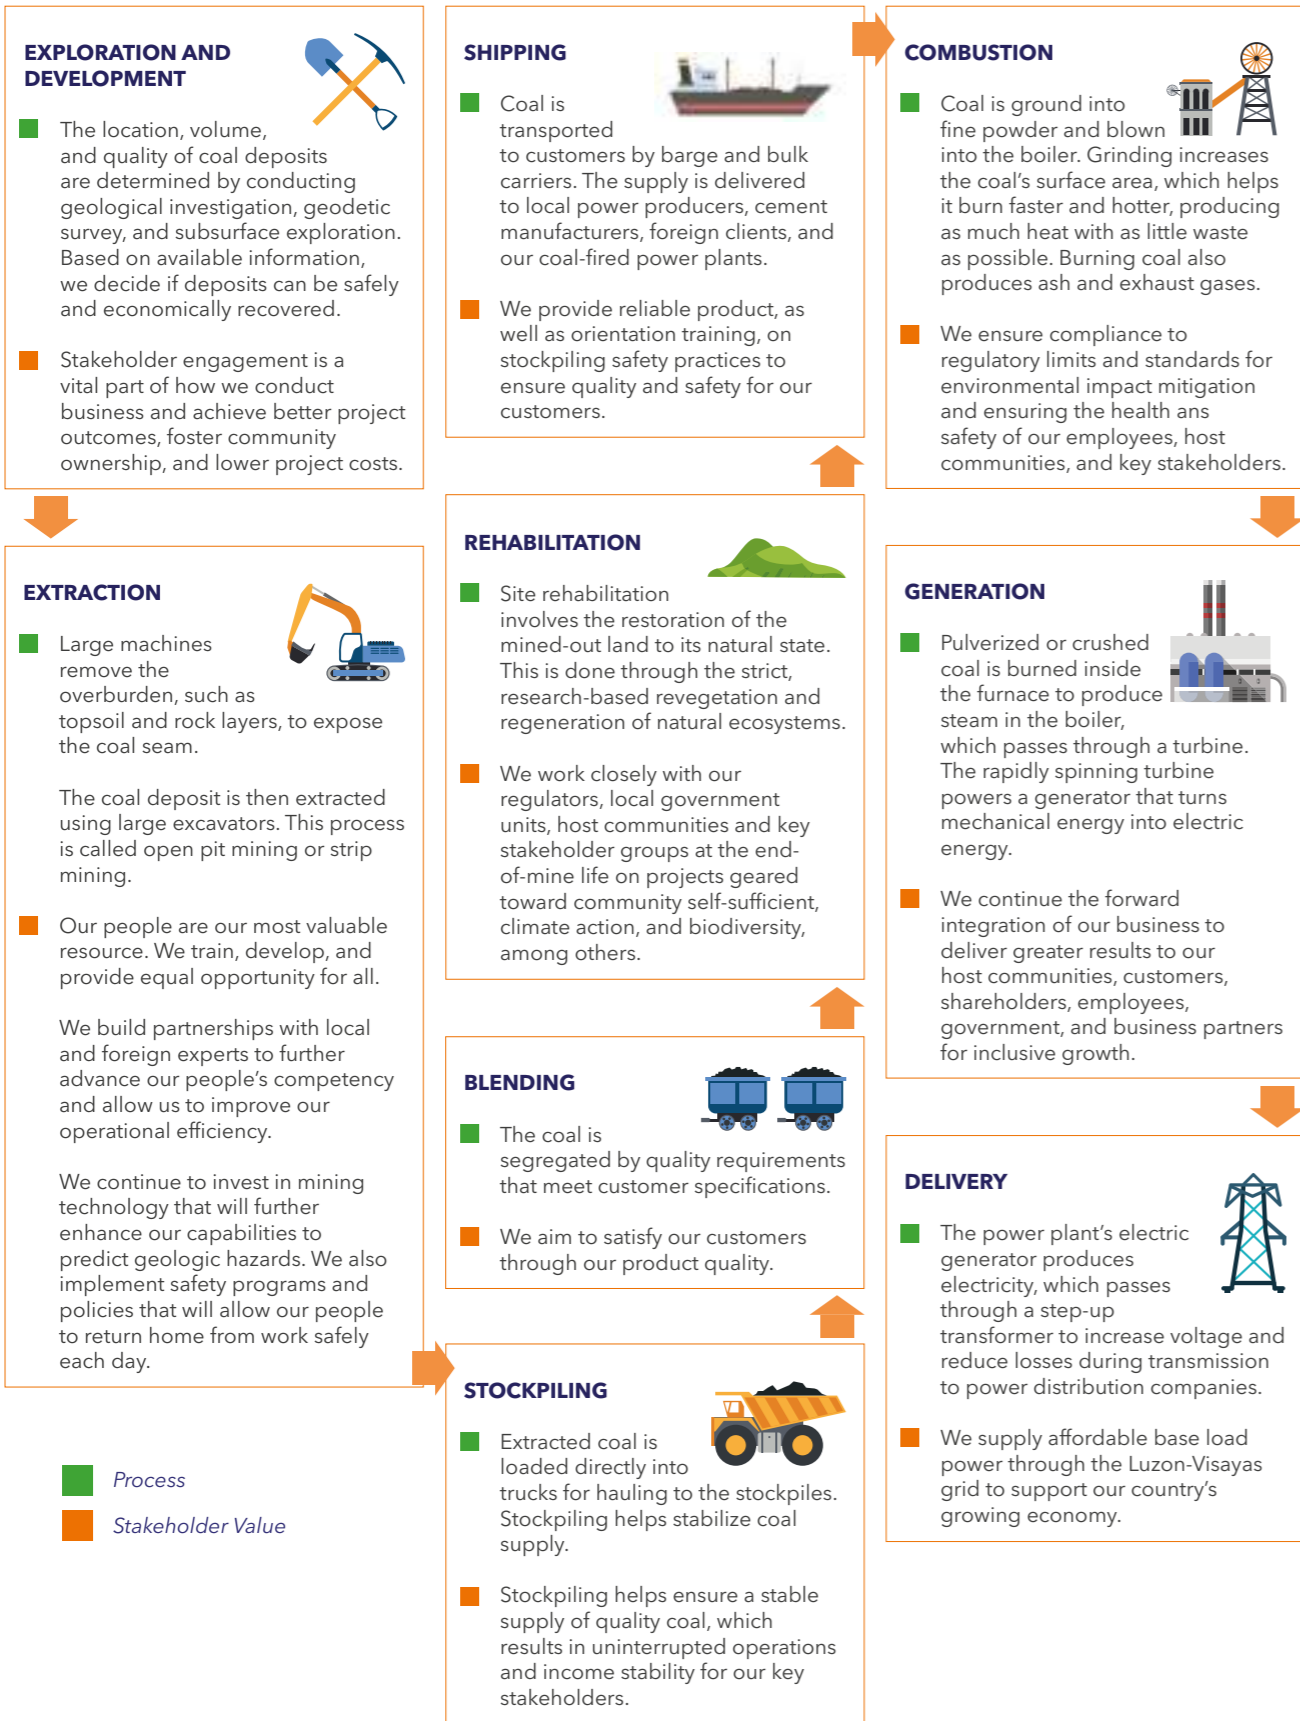 EXPLORATION AND
DEVELOPMENT
The location, volume,
and quality of coal deposits
are determined by conducting
geological investigation, geodetic
survey, and subsurface exploration.
Based on available information,
we decide if deposits can be safely
and economically recovered.
Stakeholder engagement is a
vital part of how we conduct
business and achieve better project
outcomes, foster community
ownership, and lower project costs.
EXTRACTION
Large machines
remove the
overburden, such as
topsoil and rock layers, to expose
the coal seam.
The coal deposit is then extracted
using large excavators. This process
is called open pit mining or strip
mining.
Our people are our most valuable
resource. We train, develop, and
provide equal opportunity for all.
We build partnerships with local
and foreign experts to further
advance our people's competency
and allow us to improve our
operational efficiency.
We continue to invest in mining
technology that will further
enhance our capabilities to
predict geologic hazards. We also
implement safety programs and
policies that will allow our people
to return home from work safely
each day.
Process
Stakeholder Value
STOCKPILING
Extracted coal is
loaded directly into
trucks for hauling to the stockpiles.
Stockpiling helps stabilize coal
supply.
Stockpiling helps ensure a stable
supply of quality coal, which
results in uninterrupted operations
and income stability for our key
stakeholders.
BLENDING
The coal is
segregated by quality requirements
that meet customer specifications.
We aim to satisfy our customers
through our product quality.
REHABILITATION
Site rehabilitation
involves the restoration of the
mined-out land to its natural state.
This is done through the strict,
research-based revegetation and
regeneration of natural ecosystems.
We work closely with our
regulators, local government
units, host communities and key
stakeholder groups at the end-
of-mine life on projects geared
toward community self-sufficient,
climate action, and biodiversity,
among others.
SHIPPING
Coal is
transported
to customers by barge and bulk
carriers. The supply is delivered
to local power producers, cement
manufacturers, foreign clients, and
our coal-fired power plants.
We provide reliable product, as
well as orientation training, on
stockpiling safety practices to
ensure quality and safety for our
customers.
COMBUSTION
Coal is ground into
fine powder and blown
into the boiler. Grinding increases
the coal's surface area, which helps
it burn faster and hotter, producing
as much heat with as little waste
as possible. Burning coal also
produces ash and exhaust gases.
We ensure compliance to
regulatory limits and standards for
environmental impact mitigation
and ensuring the health ans
safety of our employees, host
communities, and key stakeholders.
GENERATION
Pulverized or crushed
coal is burned inside
the furnace to produce
steam in the boiler,
which passes through a turbine.
The rapidly spinning turbine
powers a generator that turns
mechanical energy into electric
energy.
We continue the forward
integration of our business to
deliver greater results to our
host communities, customers,
shareholders, employees,
government, and business partners
for inclusive growth.
DELIVERY
The power plant's electric
generator produces
electricity, which passes
through a step-up
transformer to increase voltage and
reduce losses during transmission
to power distribution companies.
We supply affordable base load
power through the Luzon-Visayas
grid to support our country's
growing economy.